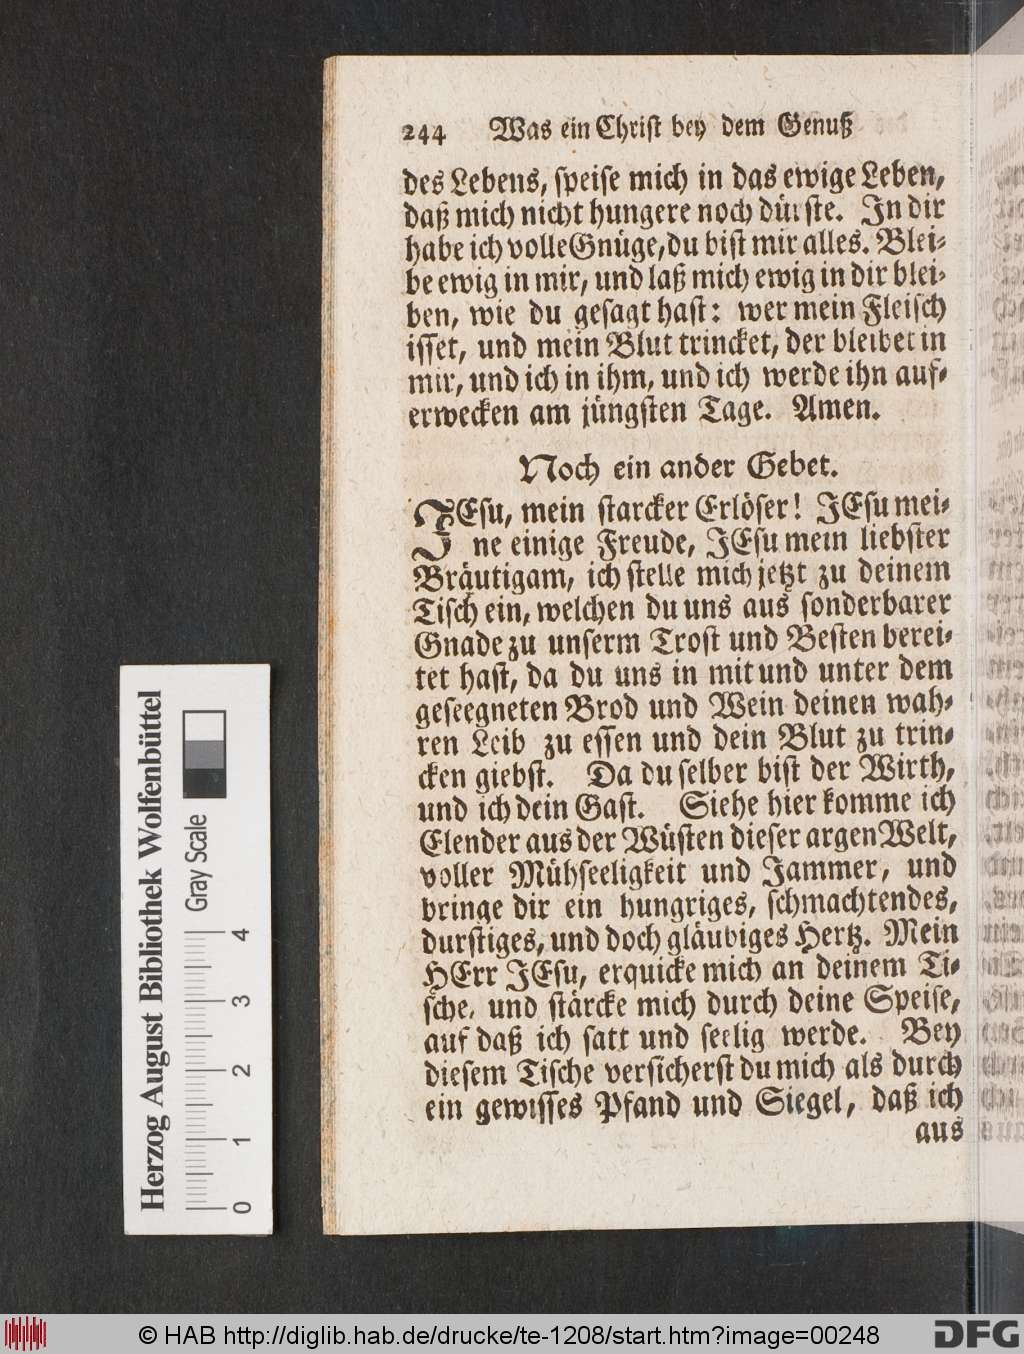 244 Was ein Christ bey dem Genuß
des Lebens, speise mich in das ewige Leben,
daß mich nicht hungere noch dürste. In dir
habe ich volle Gnüge, du bist mir alles. Blei-
be ewig in mir, und laß mich ewig in dir blei-
ben, wie du gesagt hast: wer mein Fleisch
isset, und mein Blut trincket, der bleibet in
mir, und ich in ihm, und ich werde ihn auf-
erwecken am jüngsten Tage. Amen.
Noch ein ander Gebet.
JEsu, mein starcker Erlöser! JEsu mei-
ne einige Freude, JEsu mein liebster
Bräutigam, ich stelle mich jetzt zu deinem
Tisch ein, welchen du uns aus sonderbarer
Gnade zu unserm Trost und Besten berei-
tet hast, da du uns in mit und unter dem
geseegneten Brod und Wein deinen wah-
ren Leib zu essen und dein Blut zu trin-
cken giebst. Da du selber bist der Wirth,
und ich dein Gast. Siehe hier komme ich
Elender aus der Wüsten dieser argen Welt,
voller Mühseeligkeit und Jammer, und
bringe dir ein hungriges, schmachtendes,
durstiges, und doch gläubiges Hertz. Mein
HErr JEsu, erquicke mich an deinem Ti-
sche, und stärcke mich durch deine Speise,
auf daß ich satt und seelig werde. Bey
diesem Tische versicherst du mich als durch
ein gewisses Pfand und Siegel, daß ich
aus
Herzog August Bibliothek Wolfenbüttel
Gray Scale
0 1 2 3 4
© HAB http://diglib.hab.de/drucke/te-1208/start.htm?image=00248
DFG